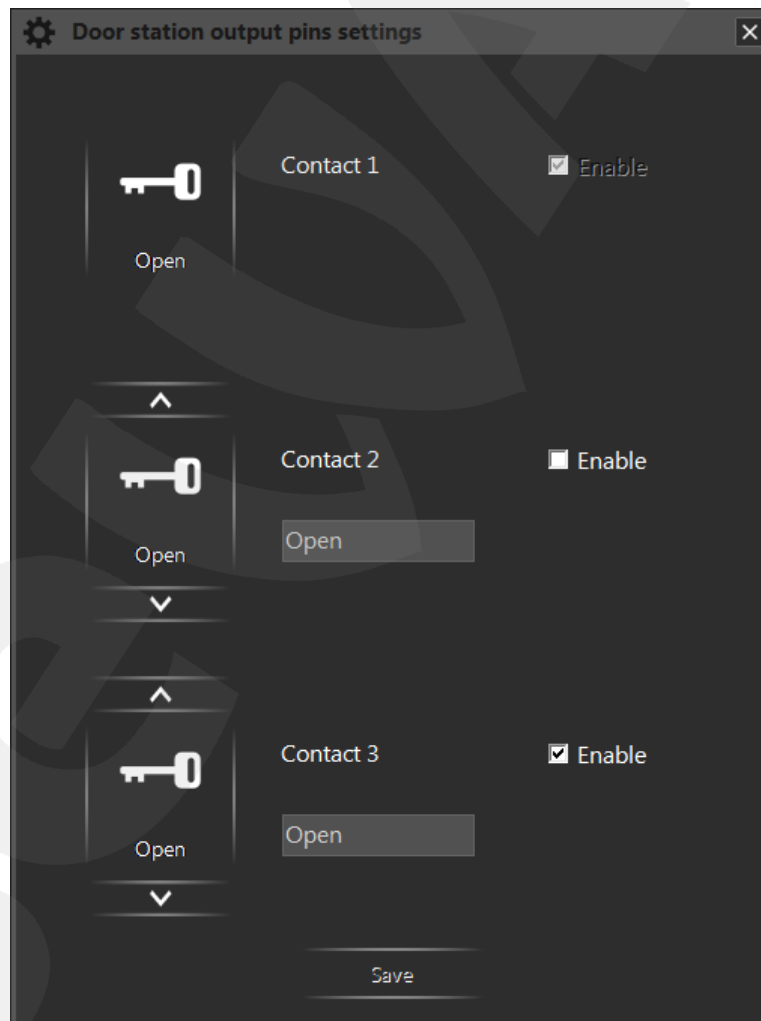 Door station output pins settings
Contact 1
Enable
Open
Contact 2
Enable
Open
Open
Contact 3
Enable
Open
Open
Save